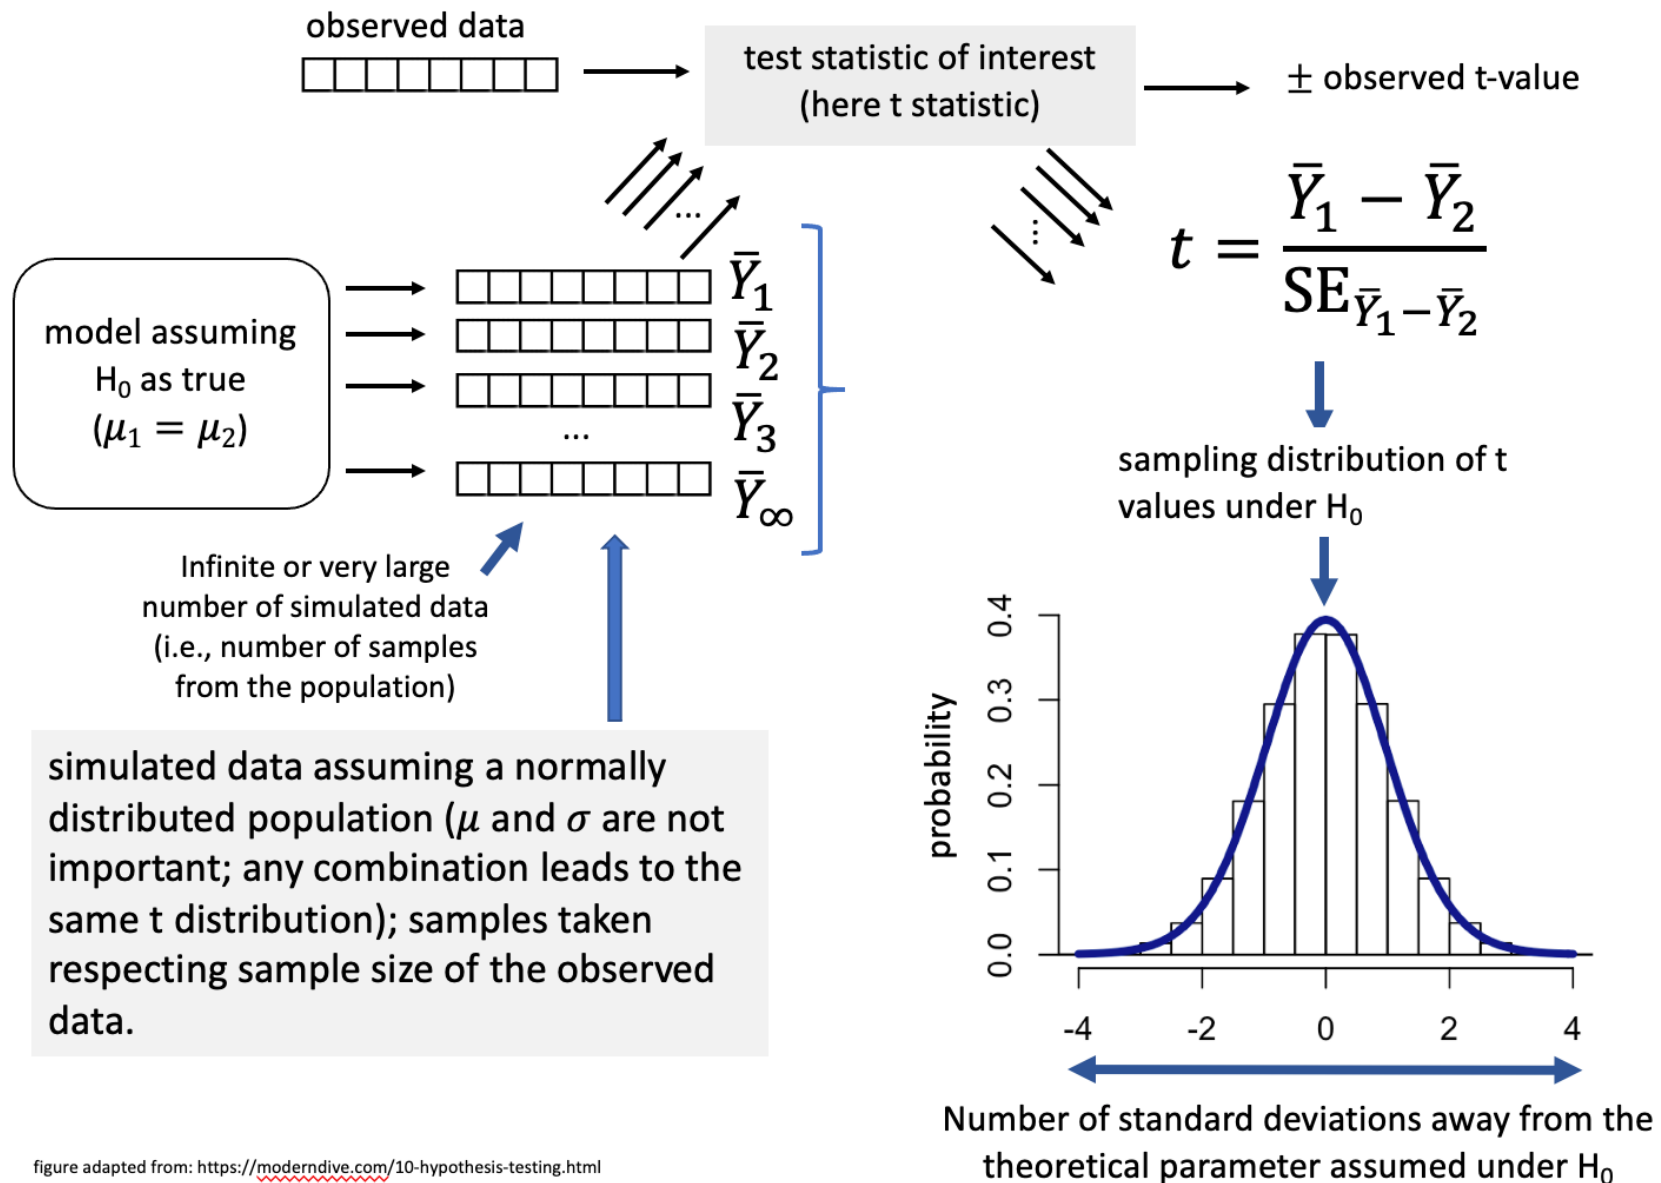 observed data
test statistic of interest
(here t statistic)
± observed t-value
...
...
t = (Ȳ₁ − Ȳ₂) / SE_Ȳ₁−Ȳ₂
model assuming
H₀ as true
(μ₁ = μ₂)
Ȳ₁
Ȳ₂
Ȳ₃
...
Ȳ∞
sampling distribution of t
values under H₀
Infinite or very large
number of simulated data
(i.e., number of samples
from the population)
simulated data assuming a normally
distributed population (μ and σ are not
important; any combination leads to the
same t distribution); samples taken
respecting sample size of the observed
data.
probability
0.4
0.3
0.2
0.1
0.0
-4 -2 0 2 4
Number of standard deviations away from the
theoretical parameter assumed under H₀
figure adapted from: https://moderndive.com/10-hypothesis-testing.html